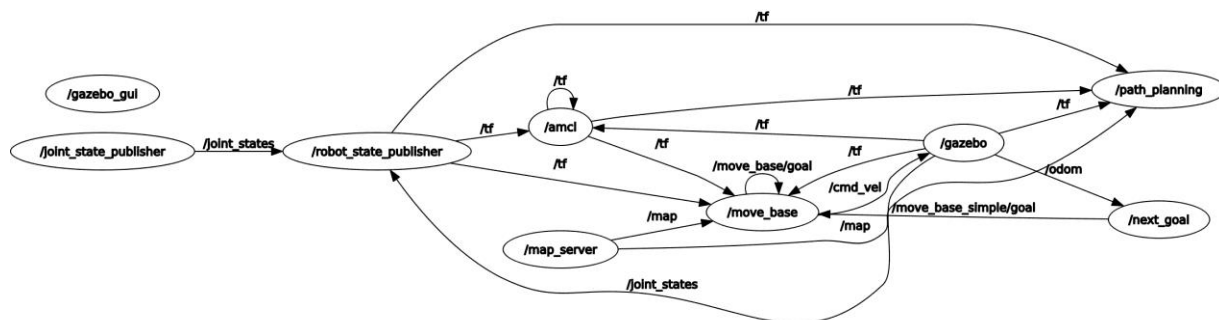 /tf
/gazebo_gui
/tf
/tf
/path_planning
/tf
/amcl
/tf
/tf
/gazebo
/joint_state_publisher
/joint_states
/robot_state_publisher
/tf
/tf
/tf
/move_base/goal
/odom
/cmd_vel
/move_base
/move_base_simple/goal
/next_goal
/map
/map
/map_server
/joint_states